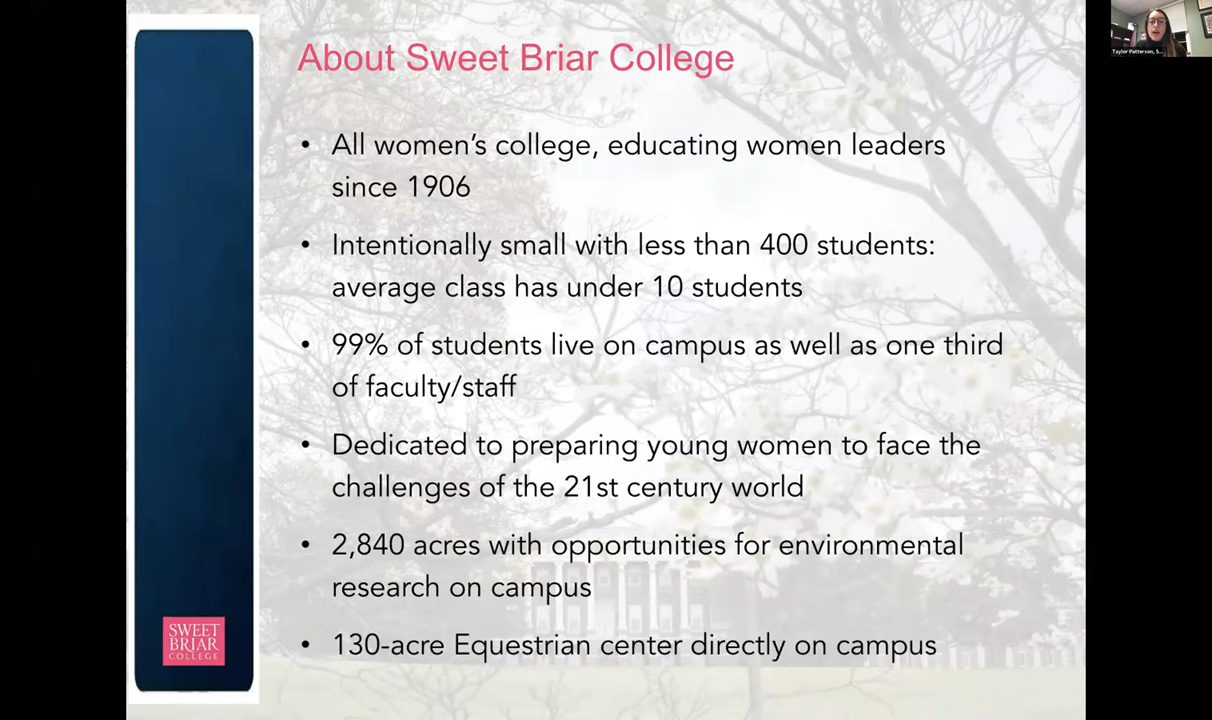 About Sweet Briar College
• All women's college, educating women leaders
since 1906
• Intentionally small with less than 400 students:
average class has under 10 students
• 99% of students live on campus as well as one third
of faculty/staff
• Dedicated to preparing young women to face the
challenges of the 21st century world
• 2,840 acres with opportunities for environmental
research on campus
• 130-acre Equestrian center directly on campus
SWEET
BRIAR
COLLEGE
Taylor Patterson, S...